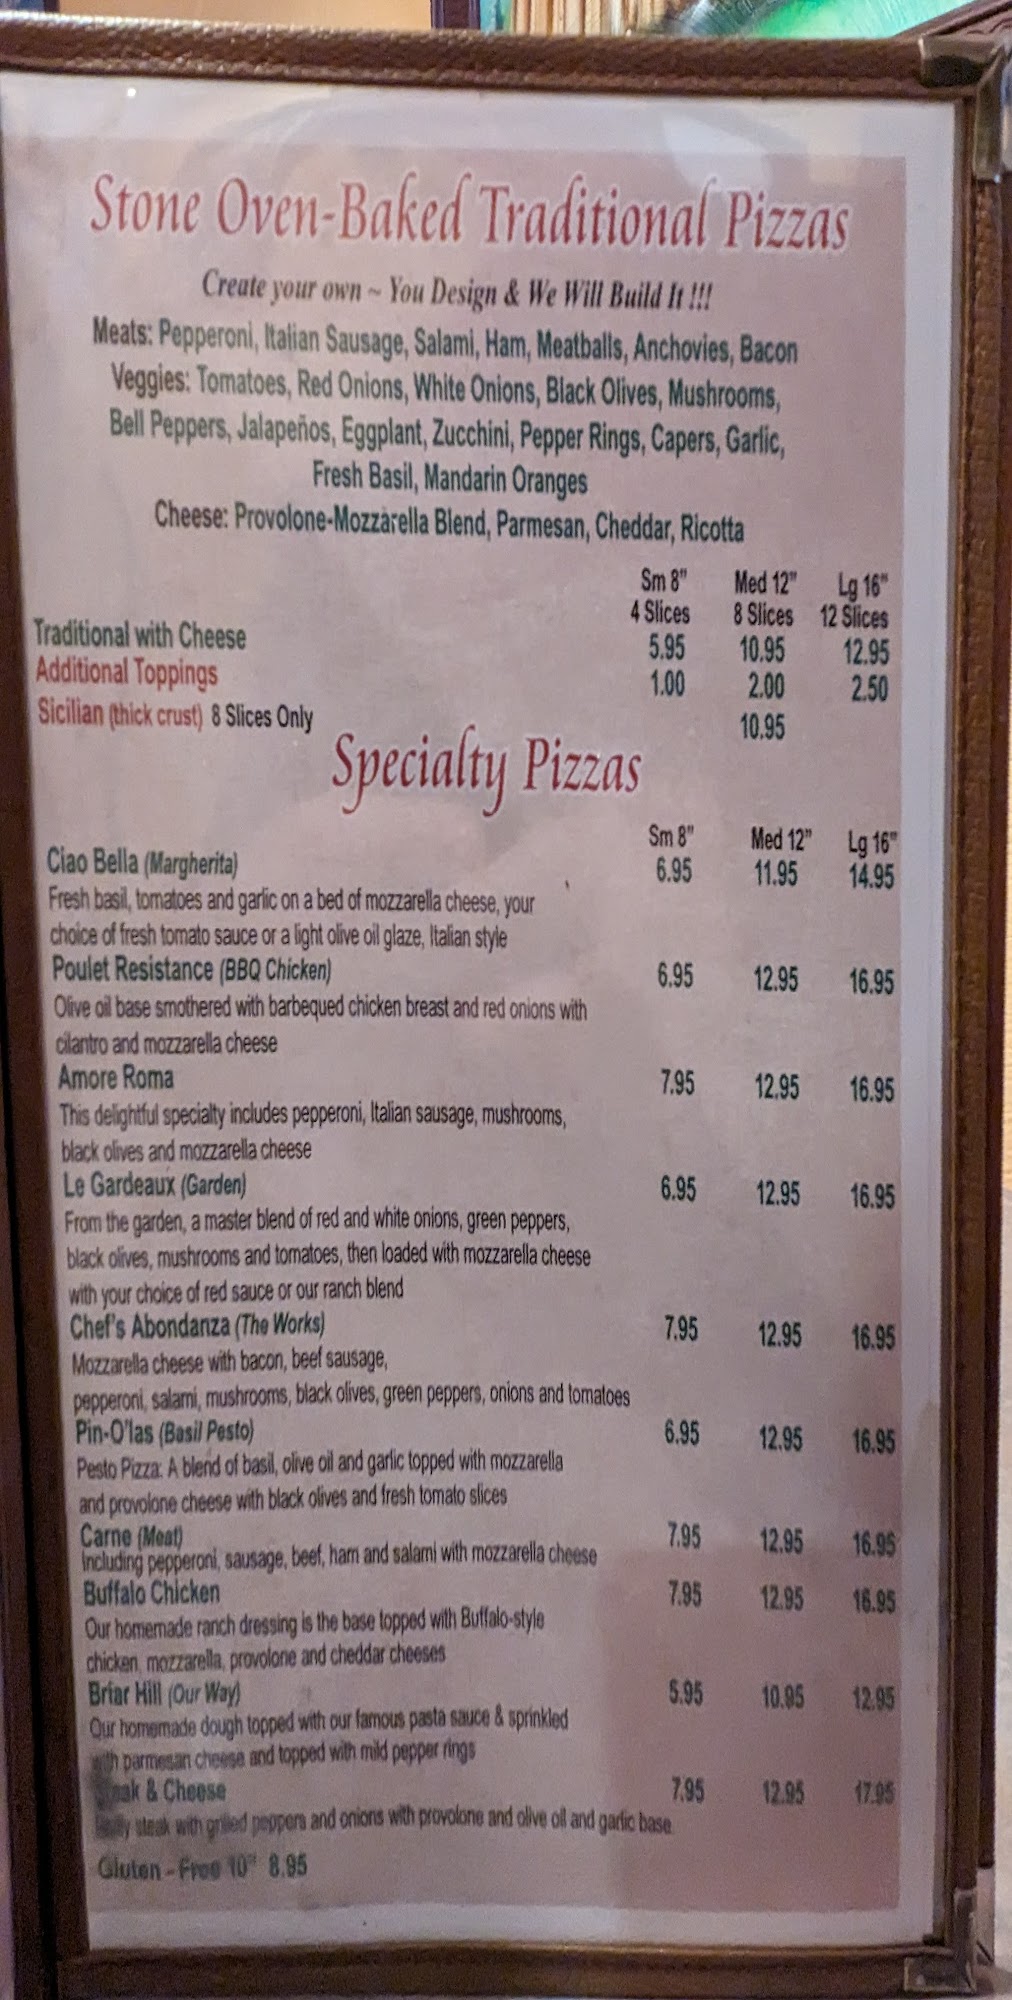 Stone Oven-Baked Traditional Pizzas
Create your own ~ You Design & We Will Build It !!!
Meats: Pepperoni, Italian Sausage, Salami, Ham, Meatballs, Anchovies, Bacon
Veggies: Tomatoes, Red Onions, White Onions, Black Olives, Mushrooms,
Bell Peppers, Jalapeños, Eggplant, Zucchini, Pepper Rings, Capers, Garlic,
Fresh Basil, Mandarin Oranges
Cheese: Provolone-Mozzarella Blend, Parmesan, Cheddar, Ricotta
Sm 8" Med 12" Lg 16"
4 Slices 8 Slices 12 Slices
Traditional with Cheese 5.95 10.95 12.95
Additional Toppings 1.00 2.00 2.50
Sicilian (thick crust) 8 Slices Only 10.95
Specialty Pizzas
Sm 8" Med 12" Lg 16"
Ciao Bella (Margherita) 6.95 11.95 14.95
Fresh basil, tomatoes and garlic on a bed of mozzarella cheese, your
choice of fresh tomato sauce or a light olive oil glaze, Italian style
Poulet Resistance (BBQ Chicken) 6.95 12.95 16.95
Olive oil base smothered with barbequed chicken breast and red onions with
cilantro and mozzarella cheese
Amore Roma 7.95 12.95 16.95
This delightful specialty includes pepperoni, Italian sausage, mushrooms,
black olives and mozzarella cheese
Le Gardeaux (Garden) 6.95 12.95 16.95
From the garden, a master blend of red and white onions, green peppers,
black olives, mushrooms and tomatoes, then loaded with mozzarella cheese
with your choice of red sauce or our ranch blend
Chef's Abondanza (The Works) 7.95 12.95 16.95
Mozzarella cheese with bacon, beef sausage,
pepperoni, salami, mushrooms, black olives, green peppers, onions and tomatoes
Pin-O'las (Basil Pesto) 6.95 12.95 16.95
Pesto Pizza: A blend of basil, olive oil and garlic topped with mozzarella
and provolone cheese with black olives and fresh tomato slices
Carne (Meat) 7.95 12.95 16.95
Including pepperoni, sausage, beef, ham and salami with mozzarella cheese
Buffalo Chicken 7.95 12.95 16.95
Our homemade ranch dressing is the base topped with Buffalo-style
chicken, mozzarella, provolone and cheddar cheeses
Briar Hill (Our Way) 5.95 10.95 12.95
Our homemade dough topped with our famous pasta sauce & sprinkled
with parmesan cheese and topped with mild pepper rings
Steak & Cheese 7.95 12.95 17.95
steak with grilled peppers and onions with provolone and olive oil and garlic base
Gluten - Free 10" 8.95